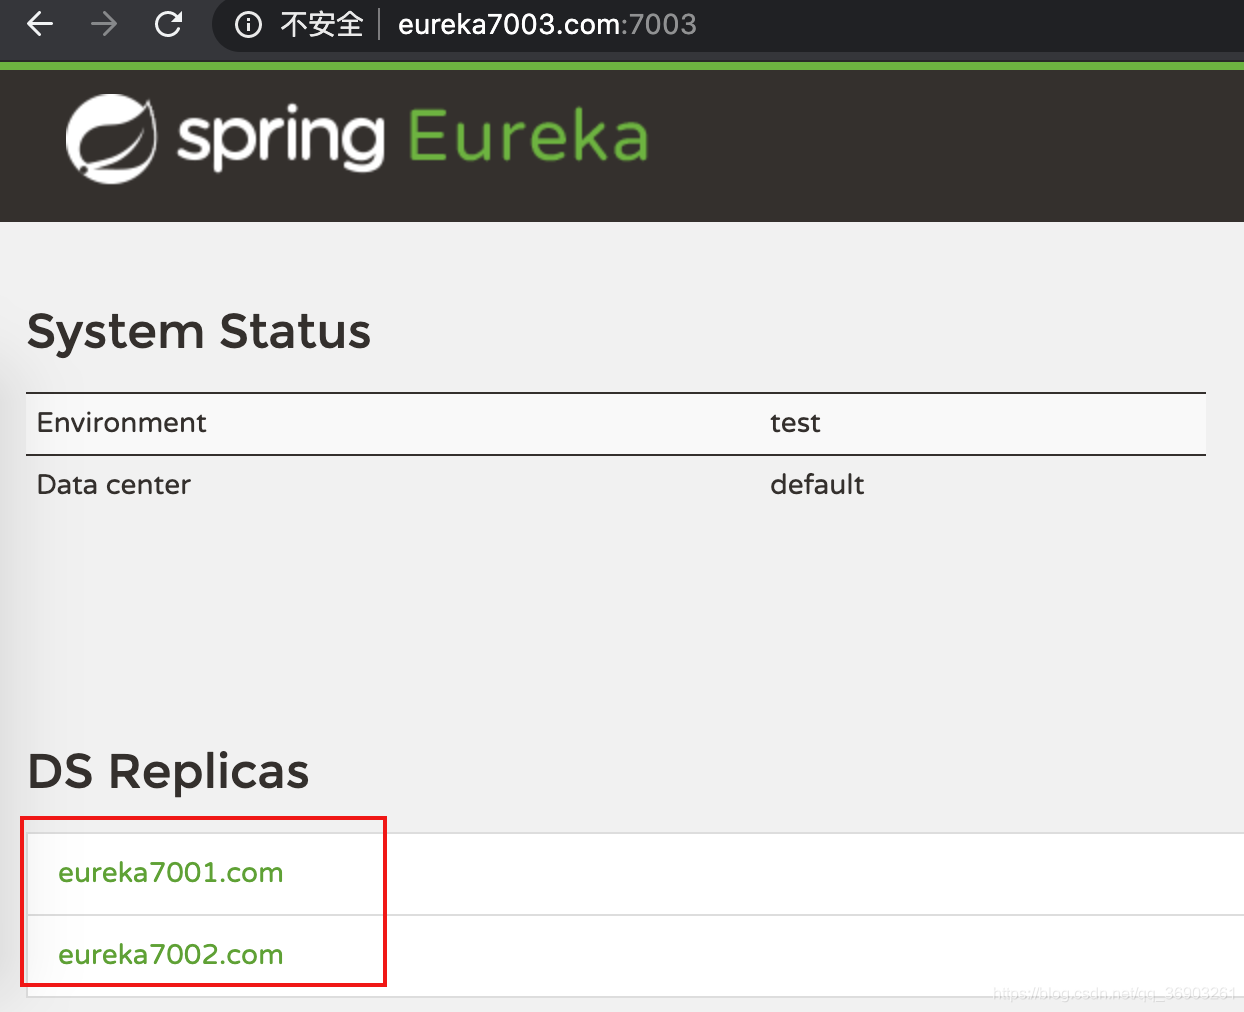 不安全 eureka7003.com:7003
spring Eureka
System Status
Environment test
Data center default
DS Replicas
eureka7001.com
eureka7002.com
https://blog.csdn.net/qq_36903261